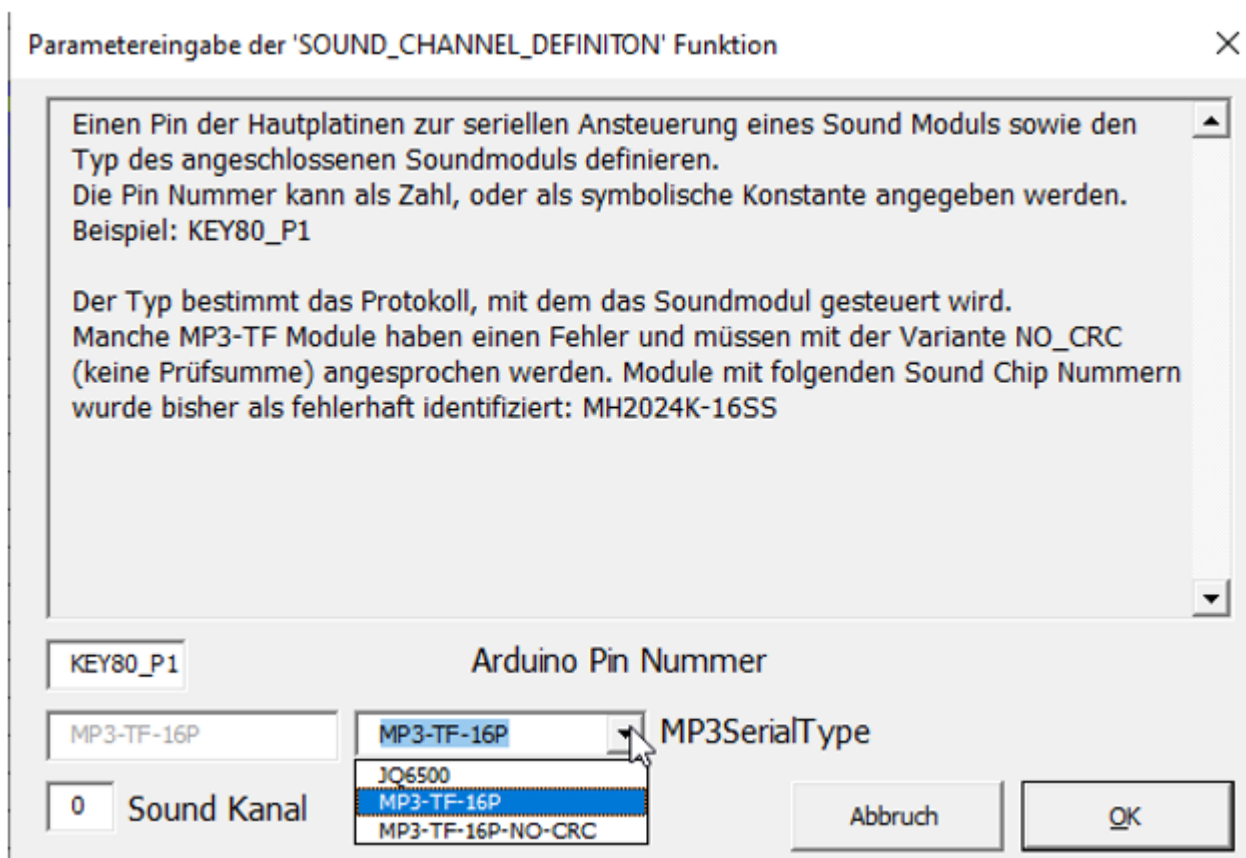 Parametereingabe der 'SOUND_CHANNEL_DEFINITON' Funktion
Einen Pin der Hautplatinen zur seriellen Ansteuerung eines Sound Moduls sowie den
Typ des angeschlossenen Soundmoduls definieren.
Die Pin Nummer kann als Zahl, oder als symbolische Konstante angegeben werden.
Beispiel: KEY80_P1
Der Typ bestimmt das Protokoll, mit dem das Soundmodul gesteuert wird.
Manche MP3-TF Module haben einen Fehler und müssen mit der Variante NO_CRC
(keine Prüfsumme) angesprochen werden. Module mit folgenden Sound Chip Nummern
wurde bisher als fehlerhaft identifiziert: MH2024K-16SS
KEY80_P1 Arduino Pin Nummer
MP3-TF-16P MP3-TF-16P MP3SerialType
JQ6500
MP3-TF-16P
MP3-TF-16P-NO-CRC
0 Sound Kanal
Abbruch OK